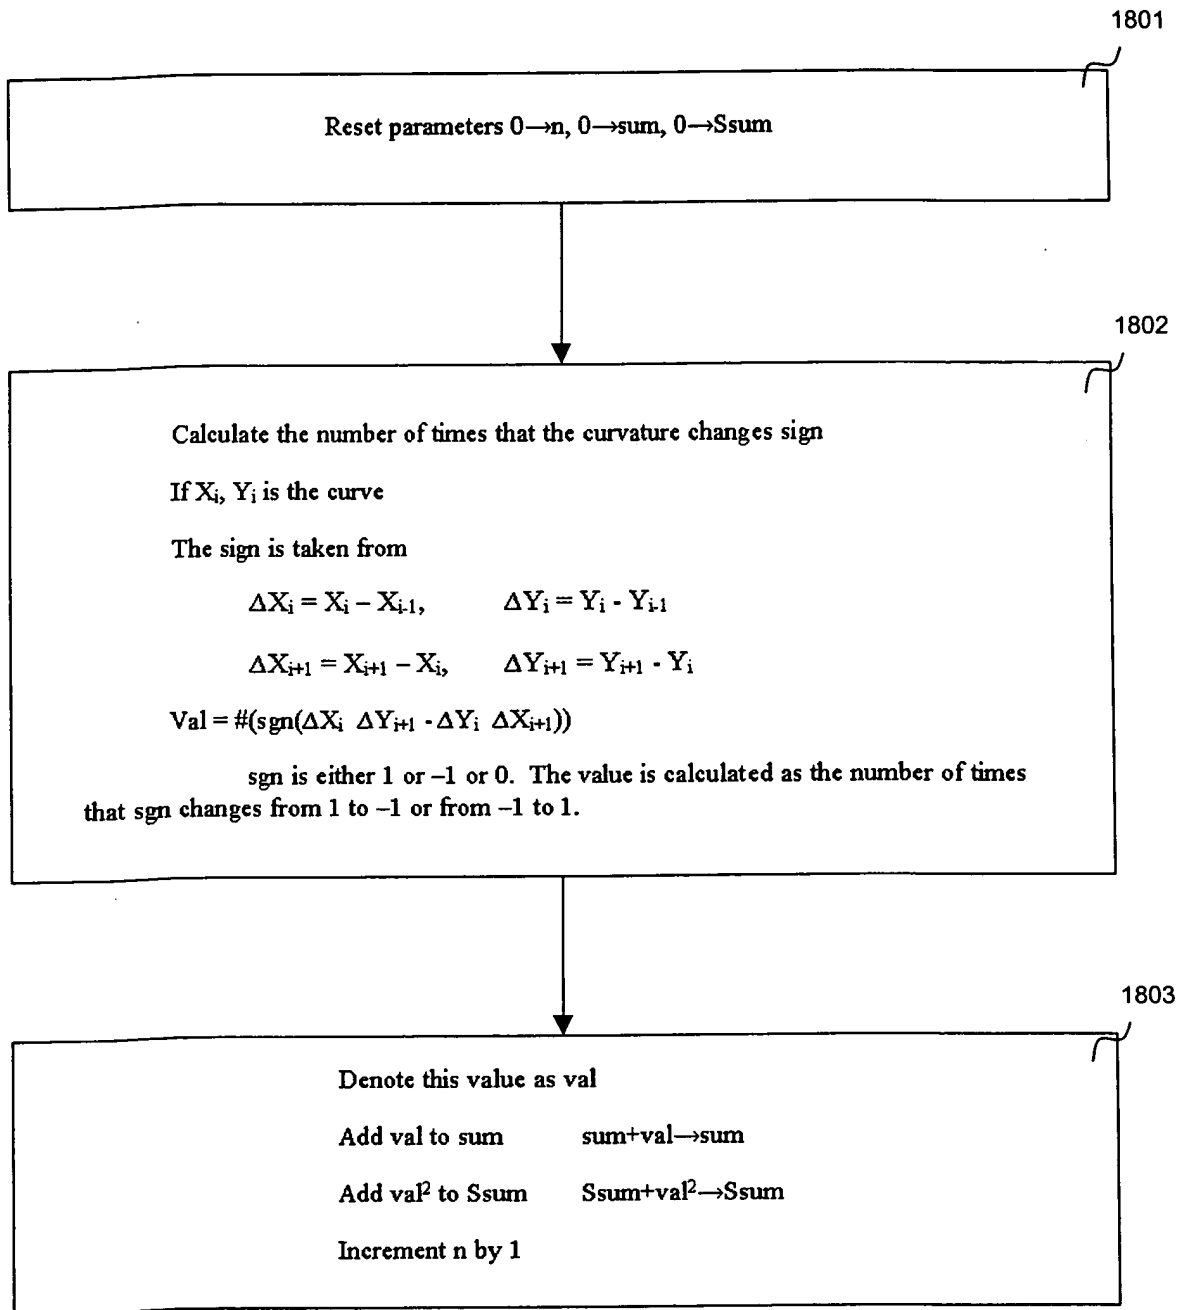 1801
Reset parameters 0→n, 0→sum, 0→Ssum
1802
Calculate the number of times that the curvature changes sign
If Xi, Yi is the curve
The sign is taken from
ΔXi = Xi – Xi-1, ΔYi = Yi - Yi-1
ΔXi+1 = Xi+1 – Xi, ΔYi+1 = Yi+1 - Yi
Val = #(sgn(ΔXi ΔYi+1 - ΔYi ΔXi+1))
sgn is either 1 or –1 or 0. The value is calculated as the number of times
that sgn changes from 1 to –1 or from –1 to 1.
1803
Denote this value as val
Add val to sum sum+val→sum
Add val² to Ssum Ssum+val²→Ssum
Increment n by 1